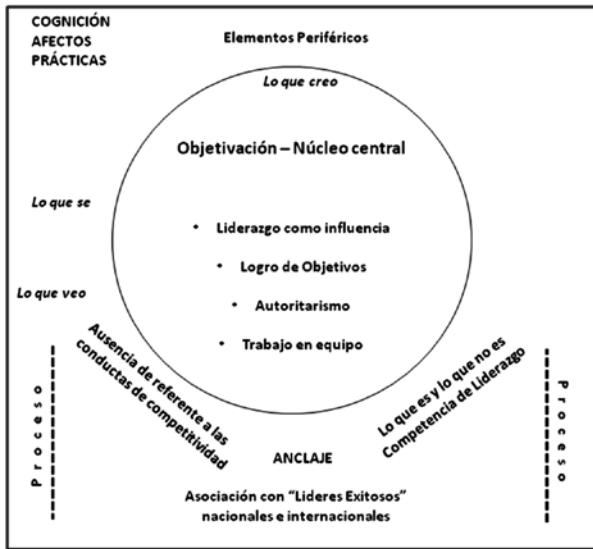 COGNICIÓN
AFECTOS
PRÁCTICAS
Elementos Periféricos
Lo que creo
Objetivación – Núcleo central
Lo que se
• Liderazgo como influencia
• Logro de Objetivos
Lo que veo
• Autoritarismo
• Trabajo en equipo
Proceso
Ausencia de referente a las
conductas de competitividad
Lo que es y lo que no es
Competencia de Liderazgo
Proceso
ANCLAJE
Asociación con “Lideres Exitosos”
nacionales e internacionales